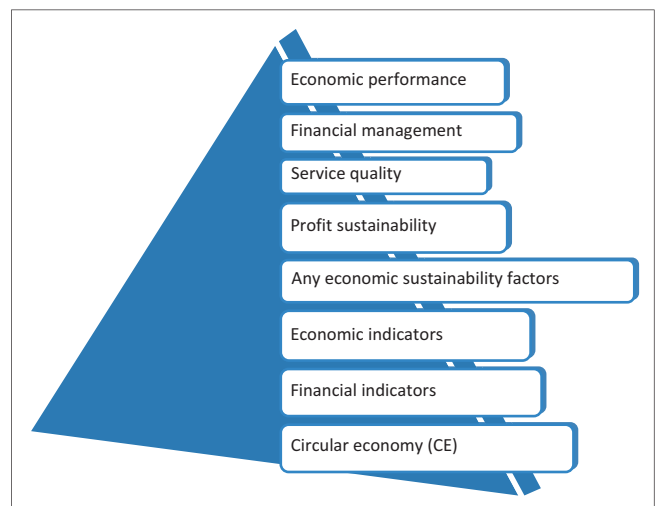 Economic performance
Financial management
Service quality
Profit sustainability
Any economic sustainability factors
Economic indicators
Financial indicators
Circular economy (CE)